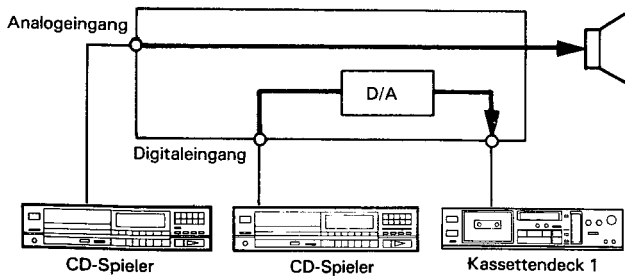 Analogeingang
D/A
Digitaleingang
CD-Spieler
CD-Spieler
Kassettendeck 1